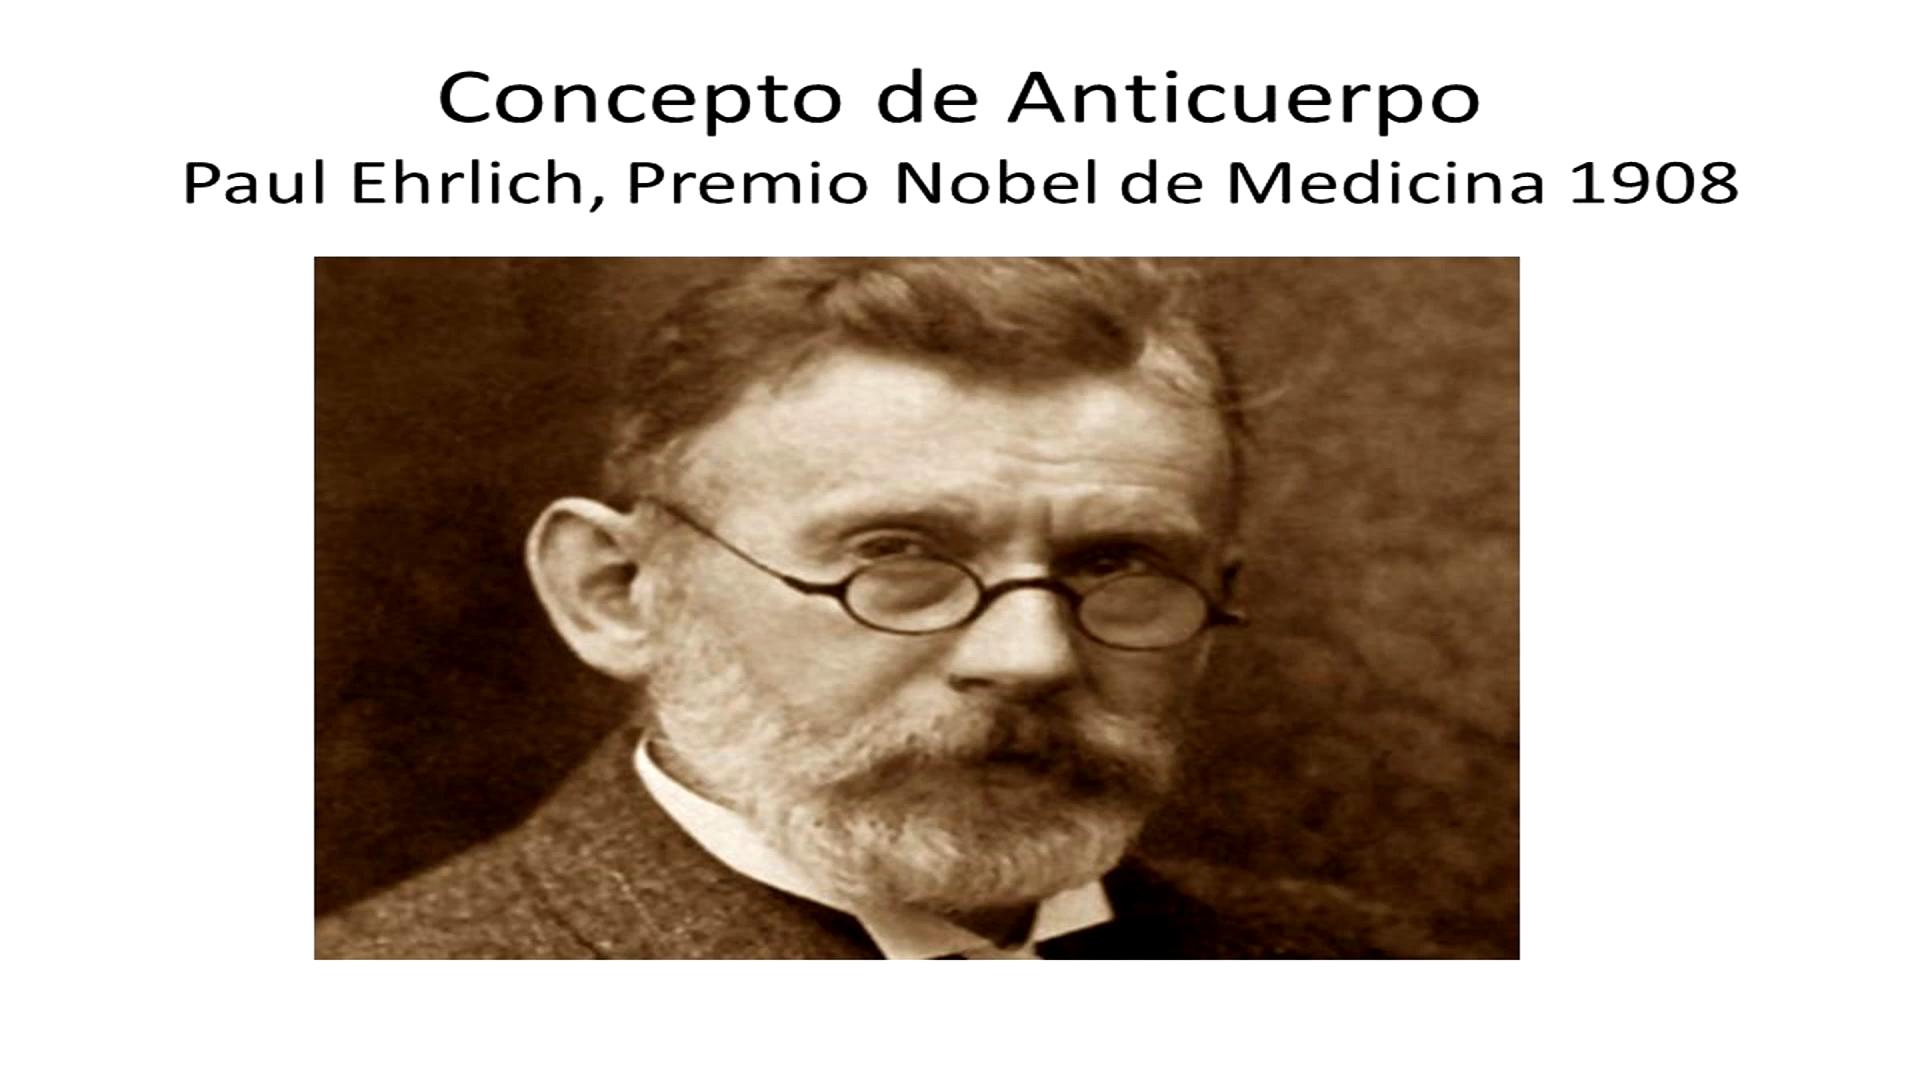 Concepto de Anticuerpo
Paul Ehrlich, Premio Nobel de Medicina 1908